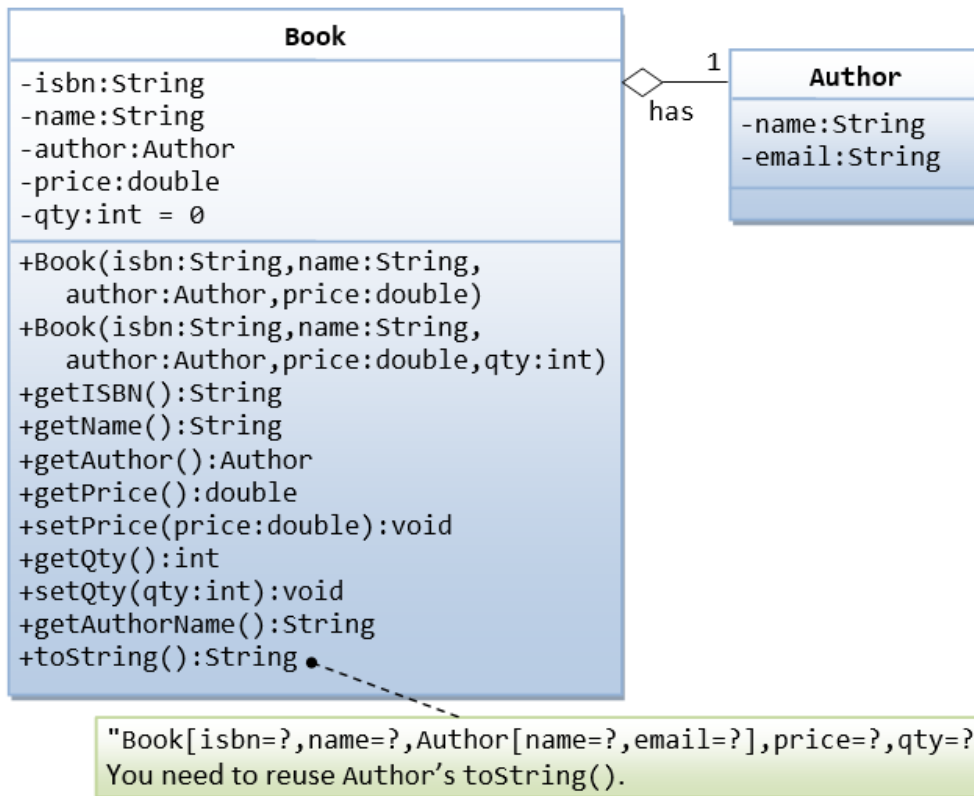 Book
-isbn:String
-name:String
-author:Author
-price:double
-qty:int = 0
+Book(isbn:String,name:String,
author:Author,price:double)
+Book(isbn:String,name:String,
author:Author,price:double,qty:int)
+getISBN():String
+getName():String
+getAuthor():Author
+getPrice():double
+setPrice(price:double):void
+getQty():int
+setQty(qty:int):void
+getAuthorName():String
+toString():String
1
has
Author
-name:String
-email:String
"Book[isbn=?,name=?,Author[name=?,email=?],price=?,qty=?
You need to reuse Author's toString().